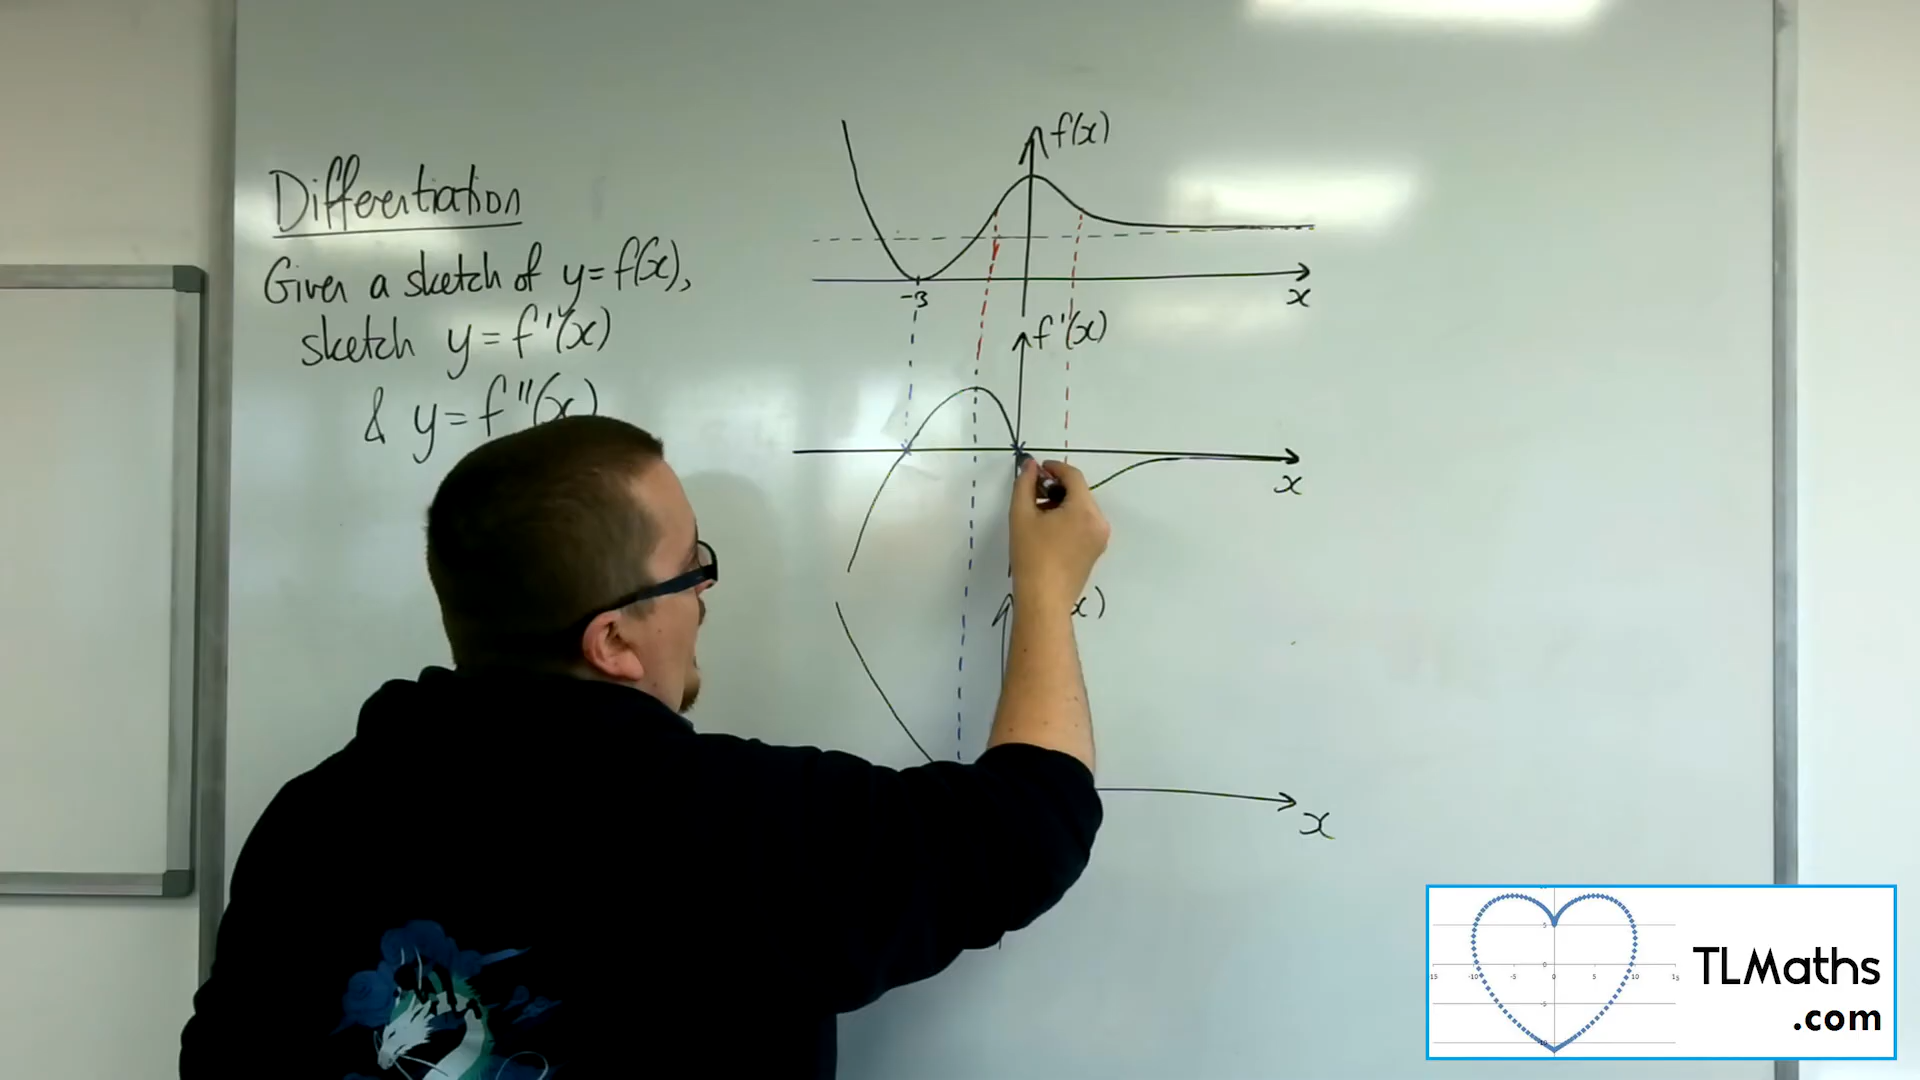 Differentiation
Given a sketch of y=f(x),
sketch y=f'(x)
& y=f''(x)
f(x)
-3
x
f'(x)
x
x)
x
TLMaths
.com